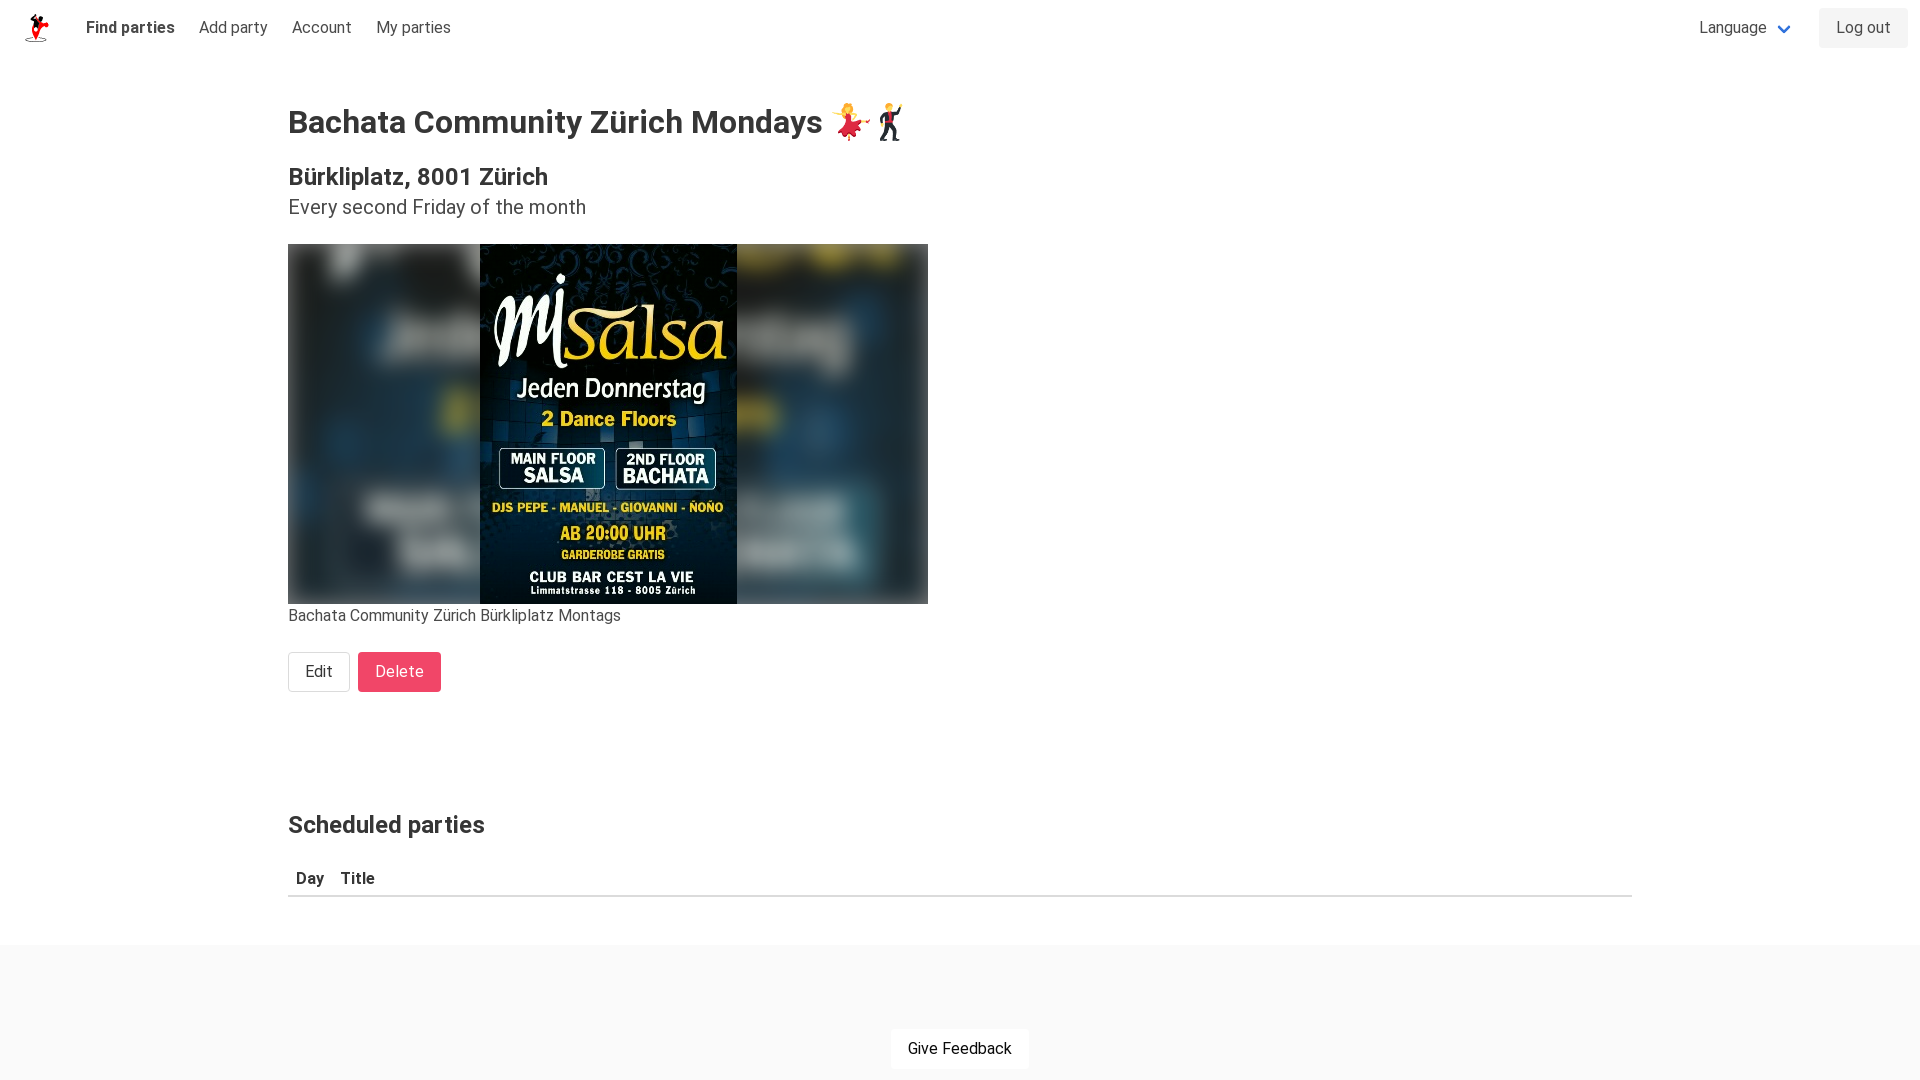 Find parties
Add party
Account
My parties
Language
Log out
Bachata Community Zürich Mondays 💃🕺
Bürkliplatz, 8001 Zürich
Every second Friday of the month
mi Salsa
Jeden Donnerstag
2 Dance Floors
MAIN FLOOR
SALSA
2ND FLOOR
BACHATA
DJS PEPE - MANUEL - GIOVANNI - ÑOÑO
AB 20:00 UHR
GARDEROBE GRATIS
CLUB BAR CEST LA VIE
Limmatstrasse 118 - 8005 Zürich
Bachata Community Zürich Bürkliplatz Montags
Edit
Delete
Scheduled parties
Day Title
Give Feedback